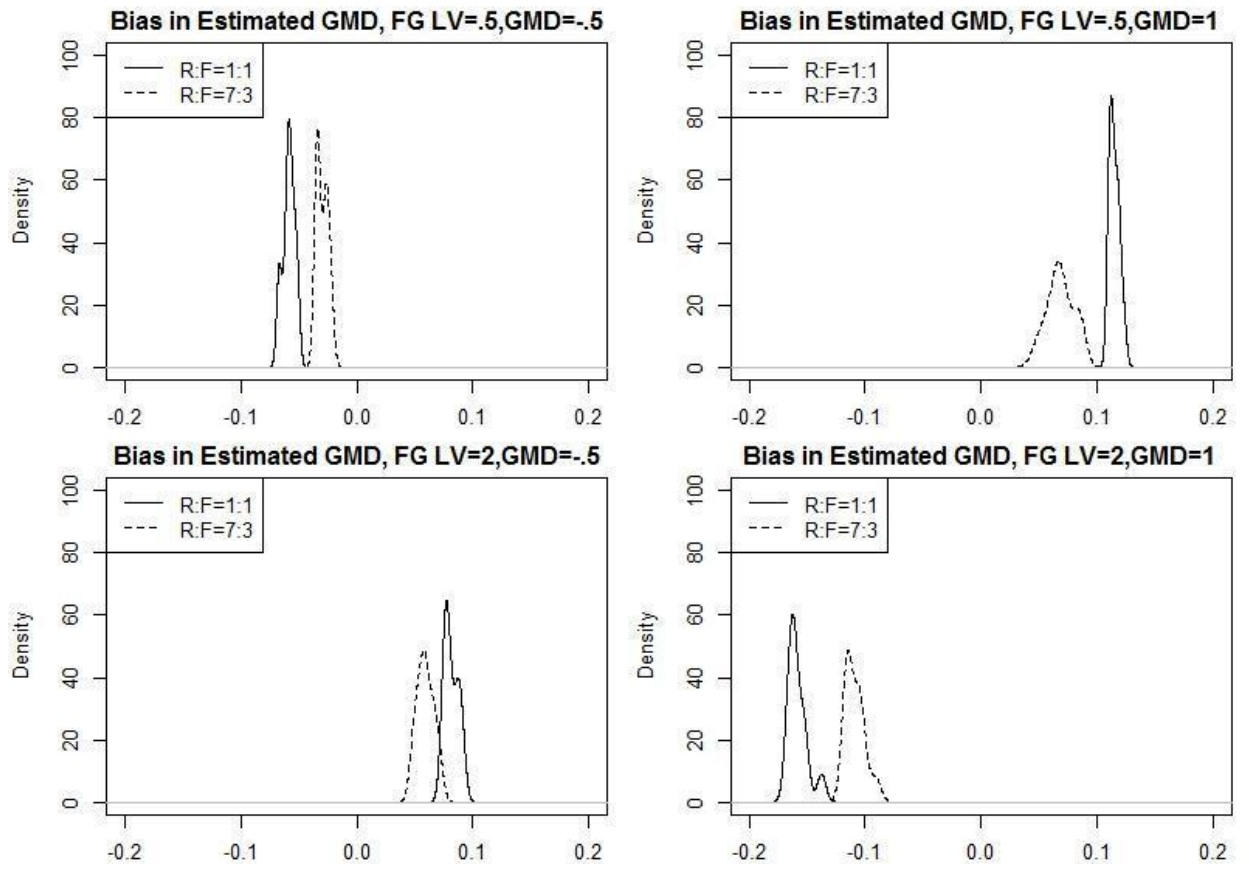 Bias in Estimated GMD, FG LV=.5,GMD=-.5
R:F=1:1
R:F=7:3
Density
0 20 40 60 80 100
-0.2 -0.1 0.0 0.1 0.2
Bias in Estimated GMD, FG LV=.5,GMD=1
R:F=1:1
R:F=7:3
Density
0 20 40 60 80 100
-0.2 -0.1 0.0 0.1 0.2
Bias in Estimated GMD, FG LV=2,GMD=-.5
R:F=1:1
R:F=7:3
Density
0 20 40 60 80 100
-0.2 -0.1 0.0 0.1 0.2
Bias in Estimated GMD, FG LV=2,GMD=1
R:F=1:1
R:F=7:3
Density
0 20 40 60 80 100
-0.2 -0.1 0.0 0.1 0.2